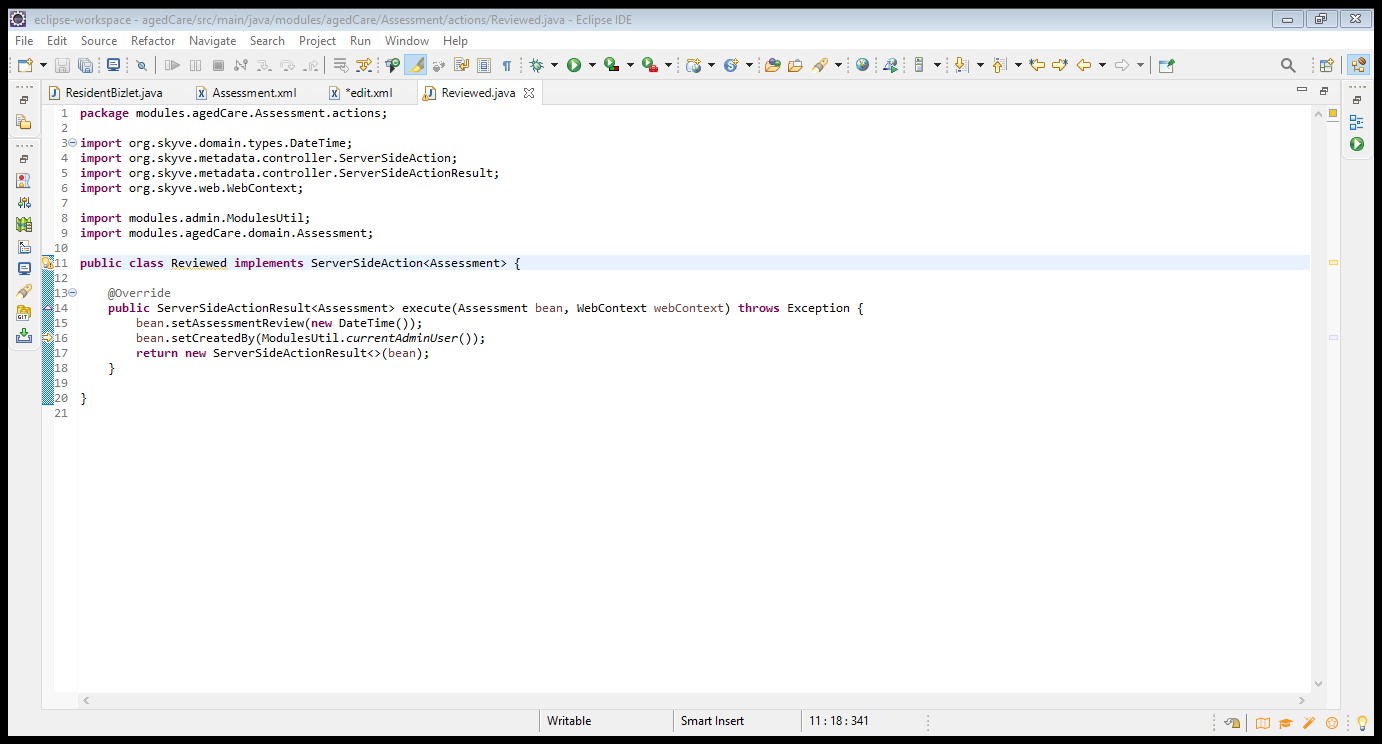 eclipse-workspace - agedCare/src/main/java/modules/agedCare/Assessment/actions/Reviewed.java - Eclipse IDE
File Edit Source Refactor Navigate Search Project Run Window Help
ResidentBizlet.java Assessment.xml *edit.xml Reviewed.java
1 package modules.agedCare.Assessment.actions;
2
3 import org.skyve.domain.types.DateTime;
4 import org.skyve.metadata.controller.ServerSideAction;
5 import org.skyve.metadata.controller.ServerSideActionResult;
6 import org.skyve.web.WebContext;
7
8 import modules.admin.ModulesUtil;
9 import modules.agedCare.domain.Assessment;
10
11 public class Reviewed implements ServerSideAction<Assessment> {
12
13 @Override
14 public ServerSideActionResult<Assessment> execute(Assessment bean, WebContext webContext) throws Exception {
15 bean.setAssessmentReview(new DateTime());
16 bean.setCreatedBy(ModulesUtil.currentAdminUser());
17 return new ServerSideActionResult<>(bean);
18 }
19
20 }
21
Writable Smart Insert 11 : 18 : 341